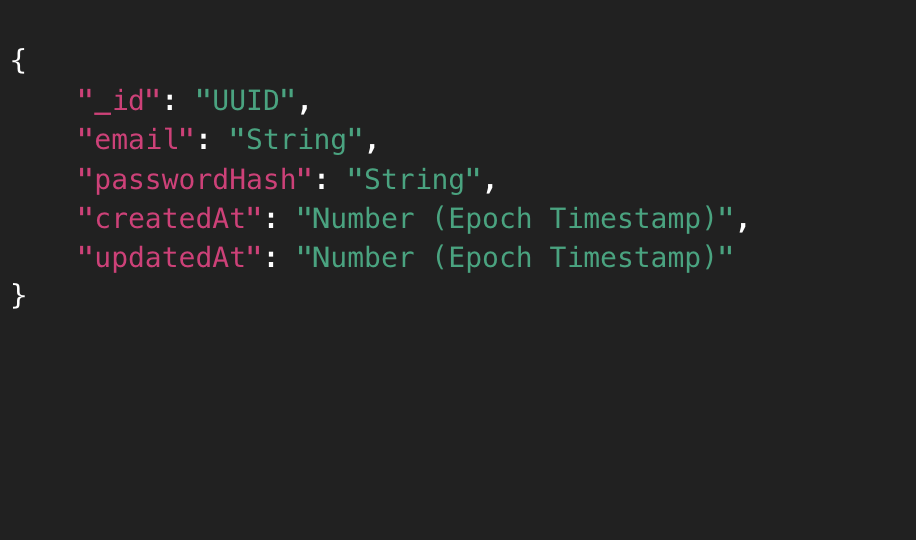 {
    "_id": "UUID",
    "email": "String",
    "passwordHash": "String",
    "createdAt": "Number (Epoch Timestamp)",
    "updatedAt": "Number (Epoch Timestamp)"
}